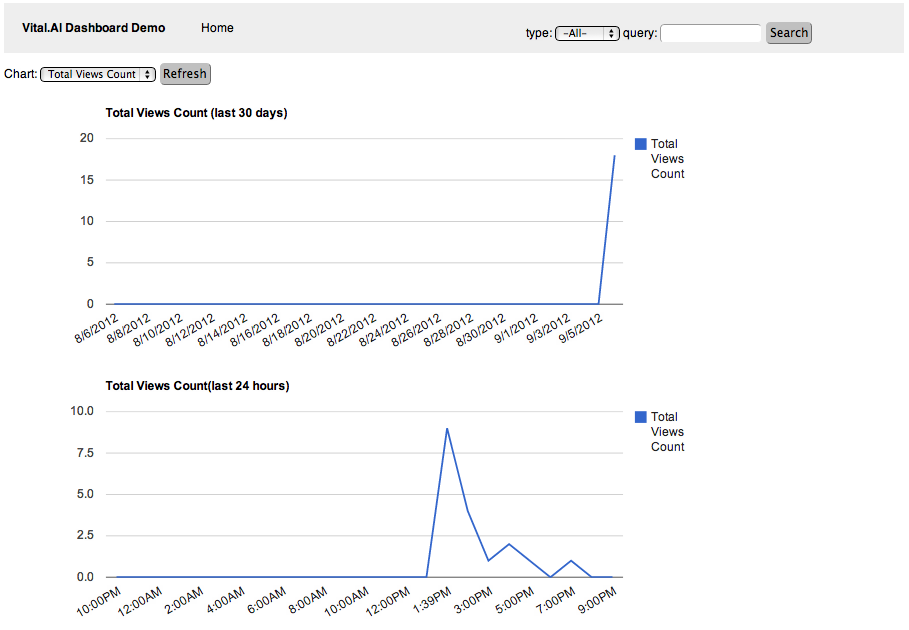 Vital.AI Dashboard Demo Home type: -All- query: Search
Chart: Total Views Count Refresh
Total Views Count (last 30 days)
20
15
10
5
0
Total
Views
Count
8/6/2012 8/8/2012 8/10/2012 8/12/2012 8/14/2012 8/16/2012 8/18/2012 8/20/2012 8/22/2012 8/24/2012 8/26/2012 8/28/2012 8/30/2012 9/1/2012 9/3/2012 9/5/2012
Total Views Count(last 24 hours)
10.0
7.5
5.0
2.5
0.0
Total
Views
Count
10:00PM 12:00AM 2:00AM 4:00AM 6:00AM 8:00AM 10:00AM 12:00PM 1:39PM 3:00PM 5:00PM 7:00PM 9:00PM